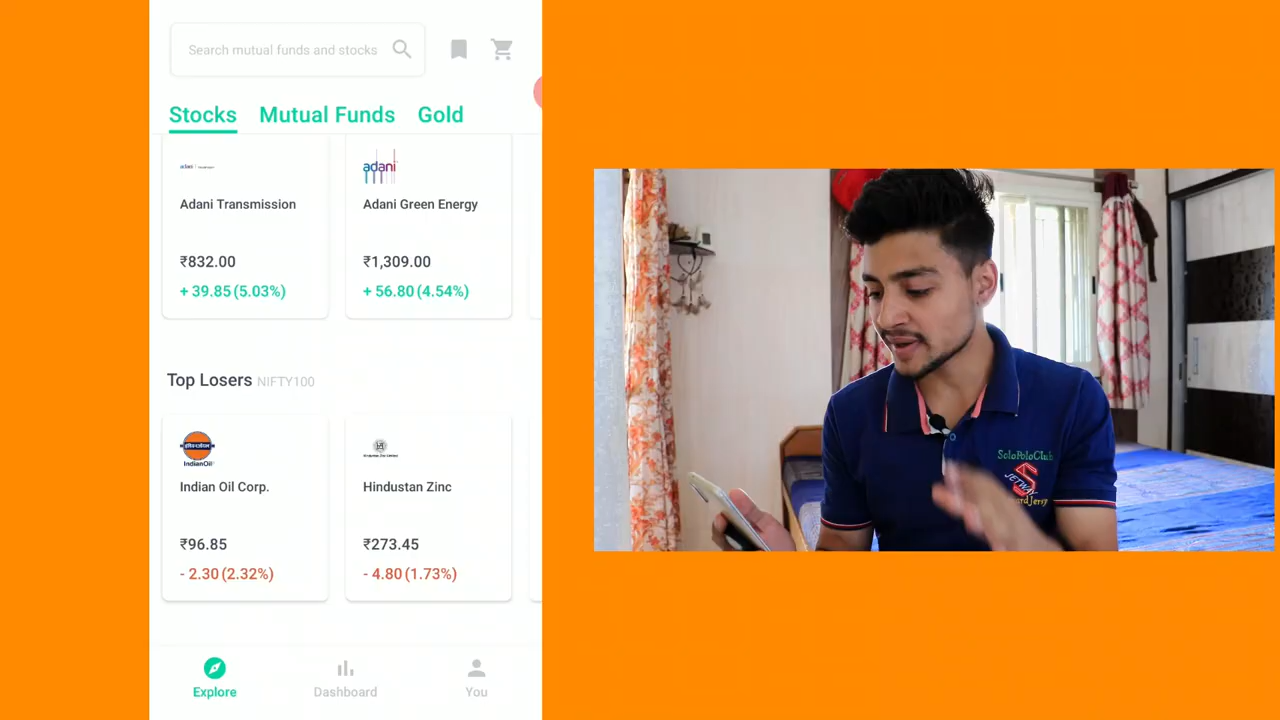 Search mutual funds and stocks
Stocks Mutual Funds Gold
adani
Adani Transmission Adani Green Energy
₹832.00 ₹1,309.00
+ 39.85 (5.03%) + 56.80 (4.54%)
Top Losers NIFTY100
इंडियनऑयल
IndianOil
Indian Oil Corp. Hindustan Zinc
₹96.85 ₹273.45
- 2.30 (2.32%) - 4.80 (1.73%)
Explore Dashboard You
SoloPoloClub
JETWAY